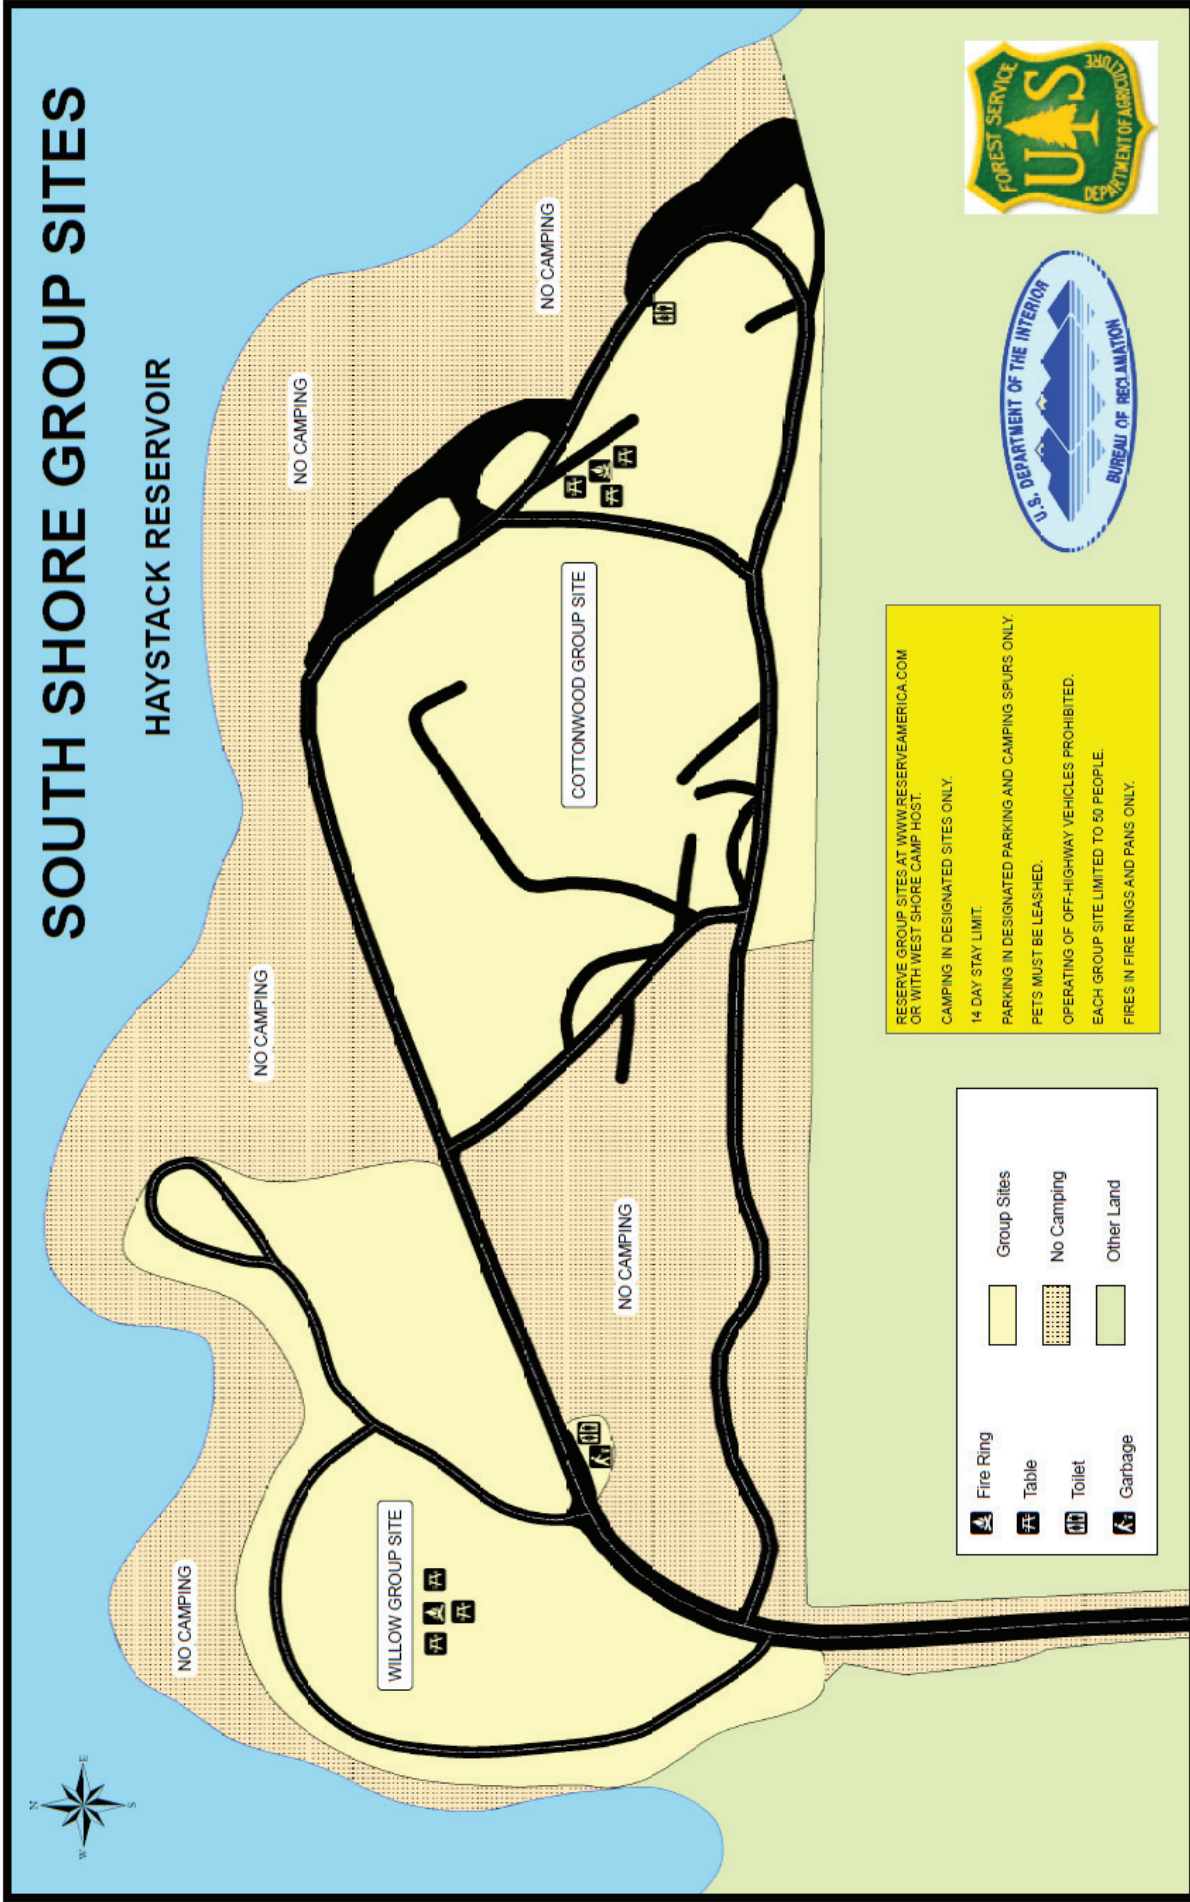 SOUTH SHORE GROUP SITES
HAYSTACK RESERVOIR
N
W
E
S
NO CAMPING
NO CAMPING
NO CAMPING
NO CAMPING
NO CAMPING
WILLOW GROUP SITE
COTTONWOOD GROUP SITE
Fire Ring
Table
Toilet
Garbage
Group Sites
No Camping
Other Land
RESERVE GROUP SITES AT WWW.RESERVEAMERICA.COM
OR WITH WEST SHORE CAMP HOST.
CAMPING IN DESIGNATED SITES ONLY.
14 DAY STAY LIMIT.
PARKING IN DESIGNATED PARKING AND CAMPING SPURS ONLY.
PETS MUST BE LEASHED.
OPERATING OF OFF-HIGHWAY VEHICLES PROHIBITED.
EACH GROUP SITE LIMITED TO 50 PEOPLE.
FIRES IN FIRE RINGS AND PANS ONLY.
U.S. DEPARTMENT OF THE INTERIOR
BUREAU OF RECLAMATION
FOREST SERVICE
U S
DEPARTMENT OF AGRICULTURE